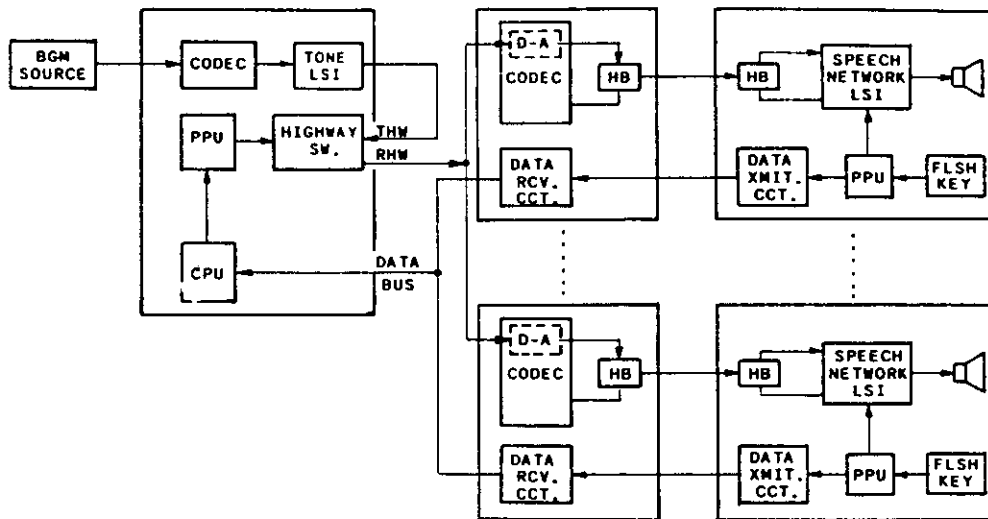 BGM
SOURCE
CODEC
TONE
LSI
PPU
HIGHWAY
SW.
THW
RHW
CPU
DATA
BUS
D-A
CODEC
HB
DATA
RCV.
CCT.
HB
SPEECH
NETWORK
LSI
DATA
XMIT.
CCT.
PPU
FLSH
KEY
D-A
CODEC
HB
DATA
RCV.
CCT.
HB
SPEECH
NETWORK
LSI
DATA
XMIT.
CCT.
PPU
FLSH
KEY